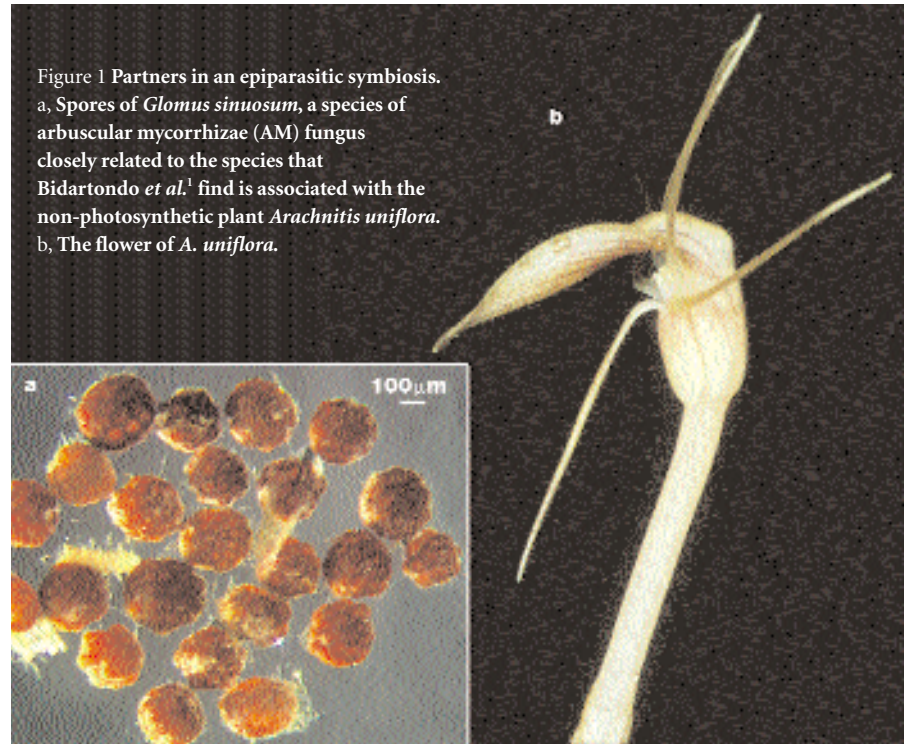 Figure 1 Partners in an epiparasitic symbiosis.
a, Spores of Glomus sinuosum, a species of
arbuscular mycorrhizae (AM) fungus
closely related to the species that
Bidartondo et al.¹ find is associated with the
non-photosynthetic plant Arachnitis uniflora.
b, The flower of A. uniflora.
b
a
100 μm